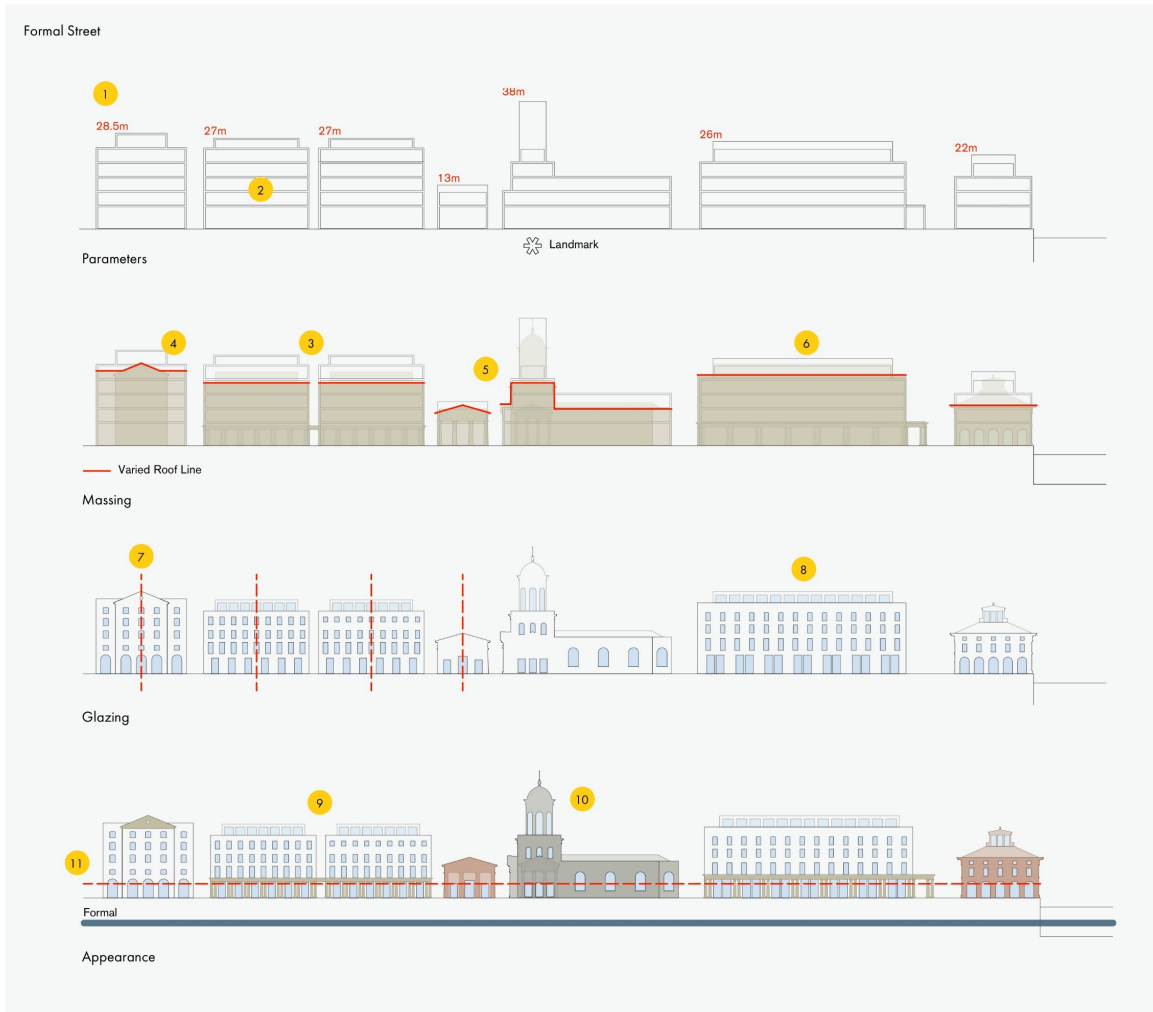 Formal Street
1
38m
28.5m
27m
27m
26m
22m
13m
2
Landmark
Parameters
4
3
5
6
Varied Roof Line
Massing
7
8
Glazing
9
10
11
Formal
Appearance